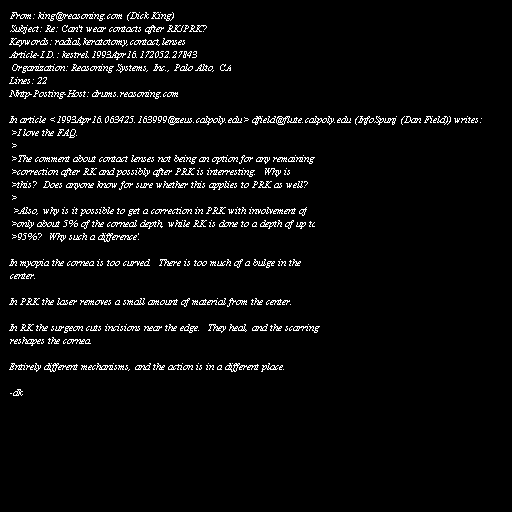 From: king@reasoning.com (Dick King)
Subject: Re: Can't wear contacts after RK/PRK?
Keywords: radial,keratotomy,contact,lenses
Article-I.D.: kestrel.1993Apr16.172052.27843
Organization: Reasoning Systems, Inc., Palo Alto, CA
Lines: 22
Nntp-Posting-Host: drums.reasoning.com

In article <1993Apr16.063425.163999@zeus.calpoly.edu> dfield@flute.calpoly.edu (InfoSpunj (Dan Field)) writes:
>I love the FAQ.
>
>The comment about contact lenses not being an option for any remaining
>correction after RK and possibly after PRK is interresting. Why is
>this? Does anyone know for sure whether this applies to PRK as well?
>
>Also, why is it possible to get a correction in PRK with involvement of
>only about 5% of the corneal depth, while RK is done to a depth of up to
>95%? Why such a difference?

In myopia the cornea is too curved. There is too much of a bulge in the
center.

In PRK the laser removes a small amount of material from the center.

In RK the surgeon cuts incisions near the edge. They heal, and the scarring
reshapes the cornea.

Entirely different mechanisms, and the action is in a different place.

-dk